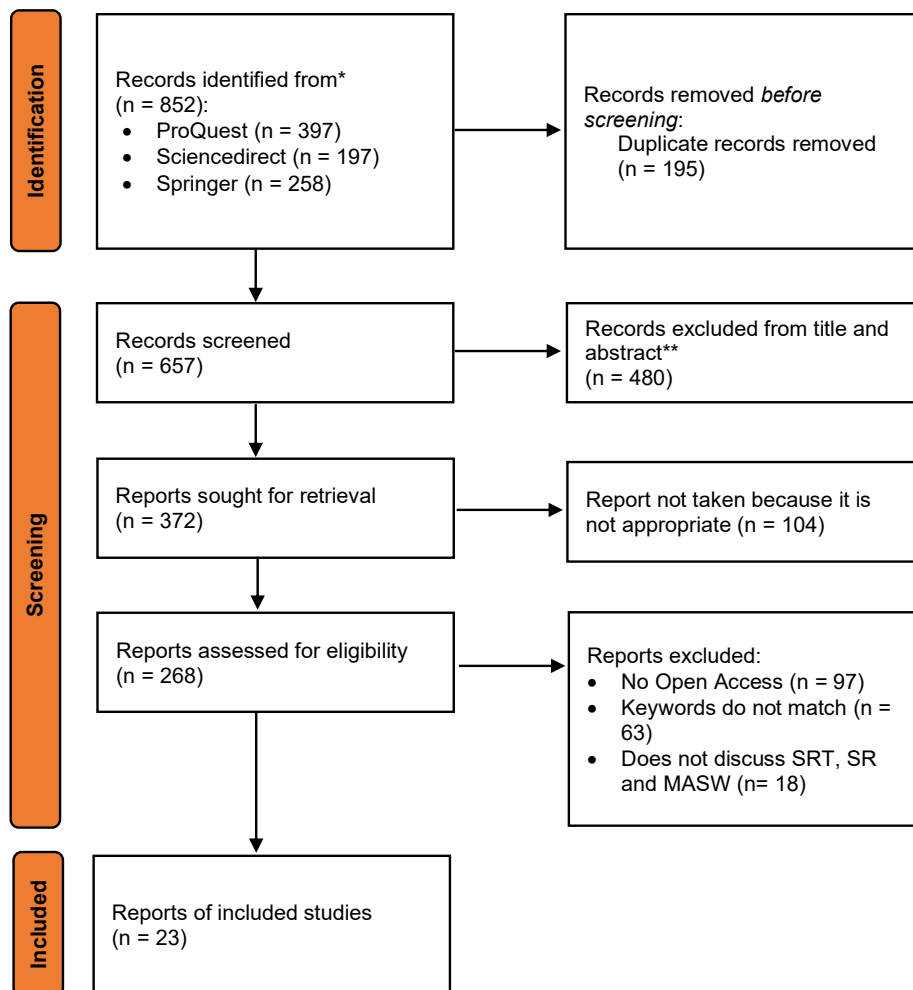 Identification
Records identified from*
(n = 852):
• ProQuest (n = 397)
• Sciencedirect (n = 197)
• Springer (n = 258)
Records removed before
screening:
Duplicate records removed
(n = 195)
Screening
Records screened
(n = 657)
Records excluded from title and
abstract**
(n = 480)
Reports sought for retrieval
(n = 372)
Report not taken because it is
not appropriate (n = 104)
Reports assessed for eligibility
(n = 268)
Reports excluded:
• No Open Access (n = 97)
• Keywords do not match (n =
63)
• Does not discuss SRT, SR
and MASW (n= 18)
Included
Reports of included studies
(n = 23)